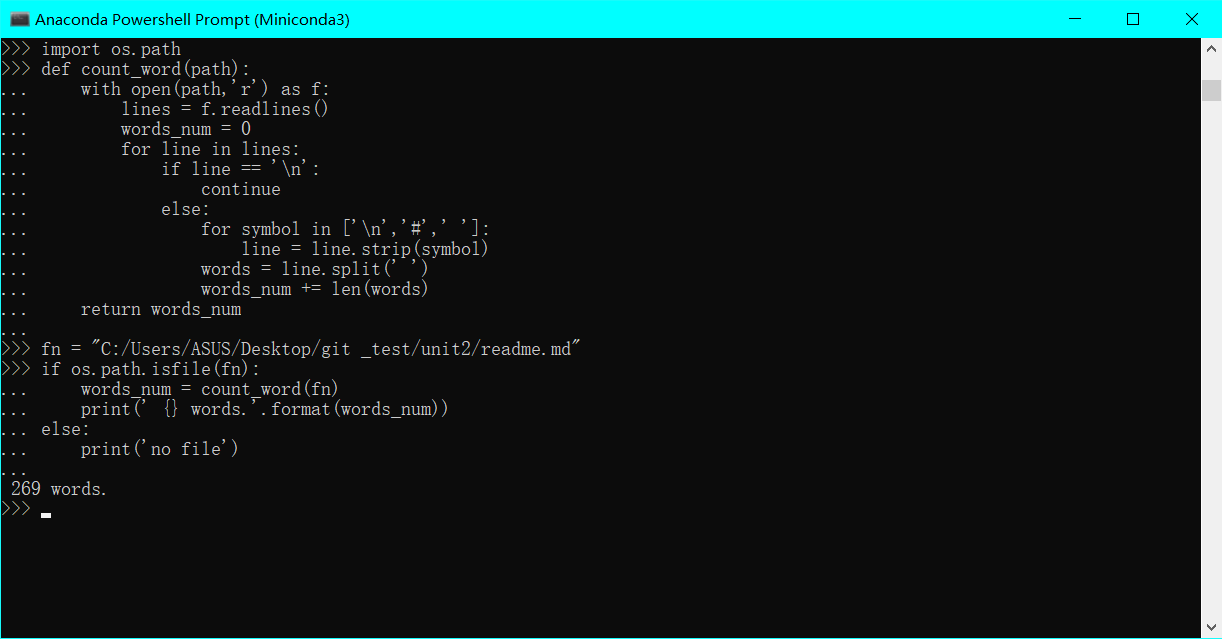 Anaconda Powershell Prompt (Miniconda3)
>>> import os.path
>>> def count_word(path):
...     with open(path,'r') as f:
...         lines = f.readlines()
...         words_num = 0
...         for line in lines:
...             if line == '\n':
...                 continue
...             else:
...                 for symbol in ['\n','#',' ']:
...                     line = line.strip(symbol)
...                 words = line.split(' ')
...                 words_num += len(words)
...     return words_num
...
>>> fn = "C:/Users/ASUS/Desktop/git _test/unit2/readme.md"
>>> if os.path.isfile(fn):
...     words_num = count_word(fn)
...     print(' {} words.'.format(words_num))
... else:
...     print('no file')
...
 269 words.
>>>